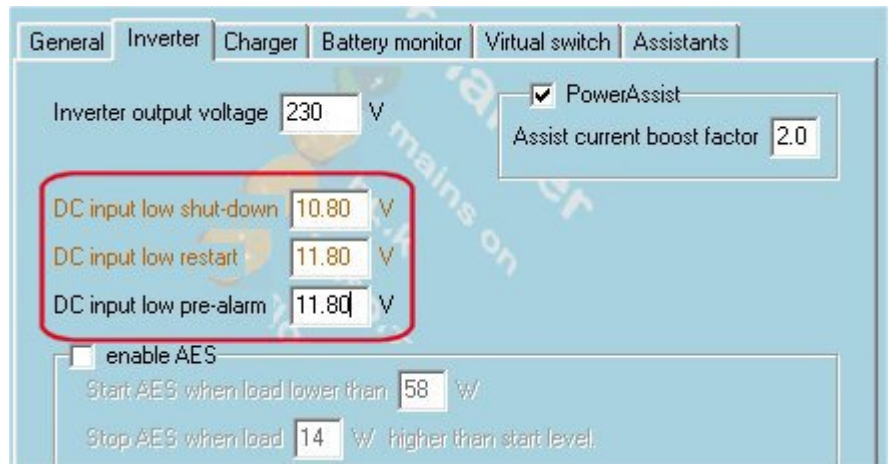 General Inverter Charger Battery monitor Virtual switch Assistants
Inverter output voltage 230 V
PowerAssist
Assist current boost factor 2.0
DC input low shut-down 10.80 V
DC input low restart 11.80 V
DC input low pre-alarm 11.80 V
enable AES
Start AES when load lower than 58 W
Stop AES when load 14 W higher than start level.
mains on